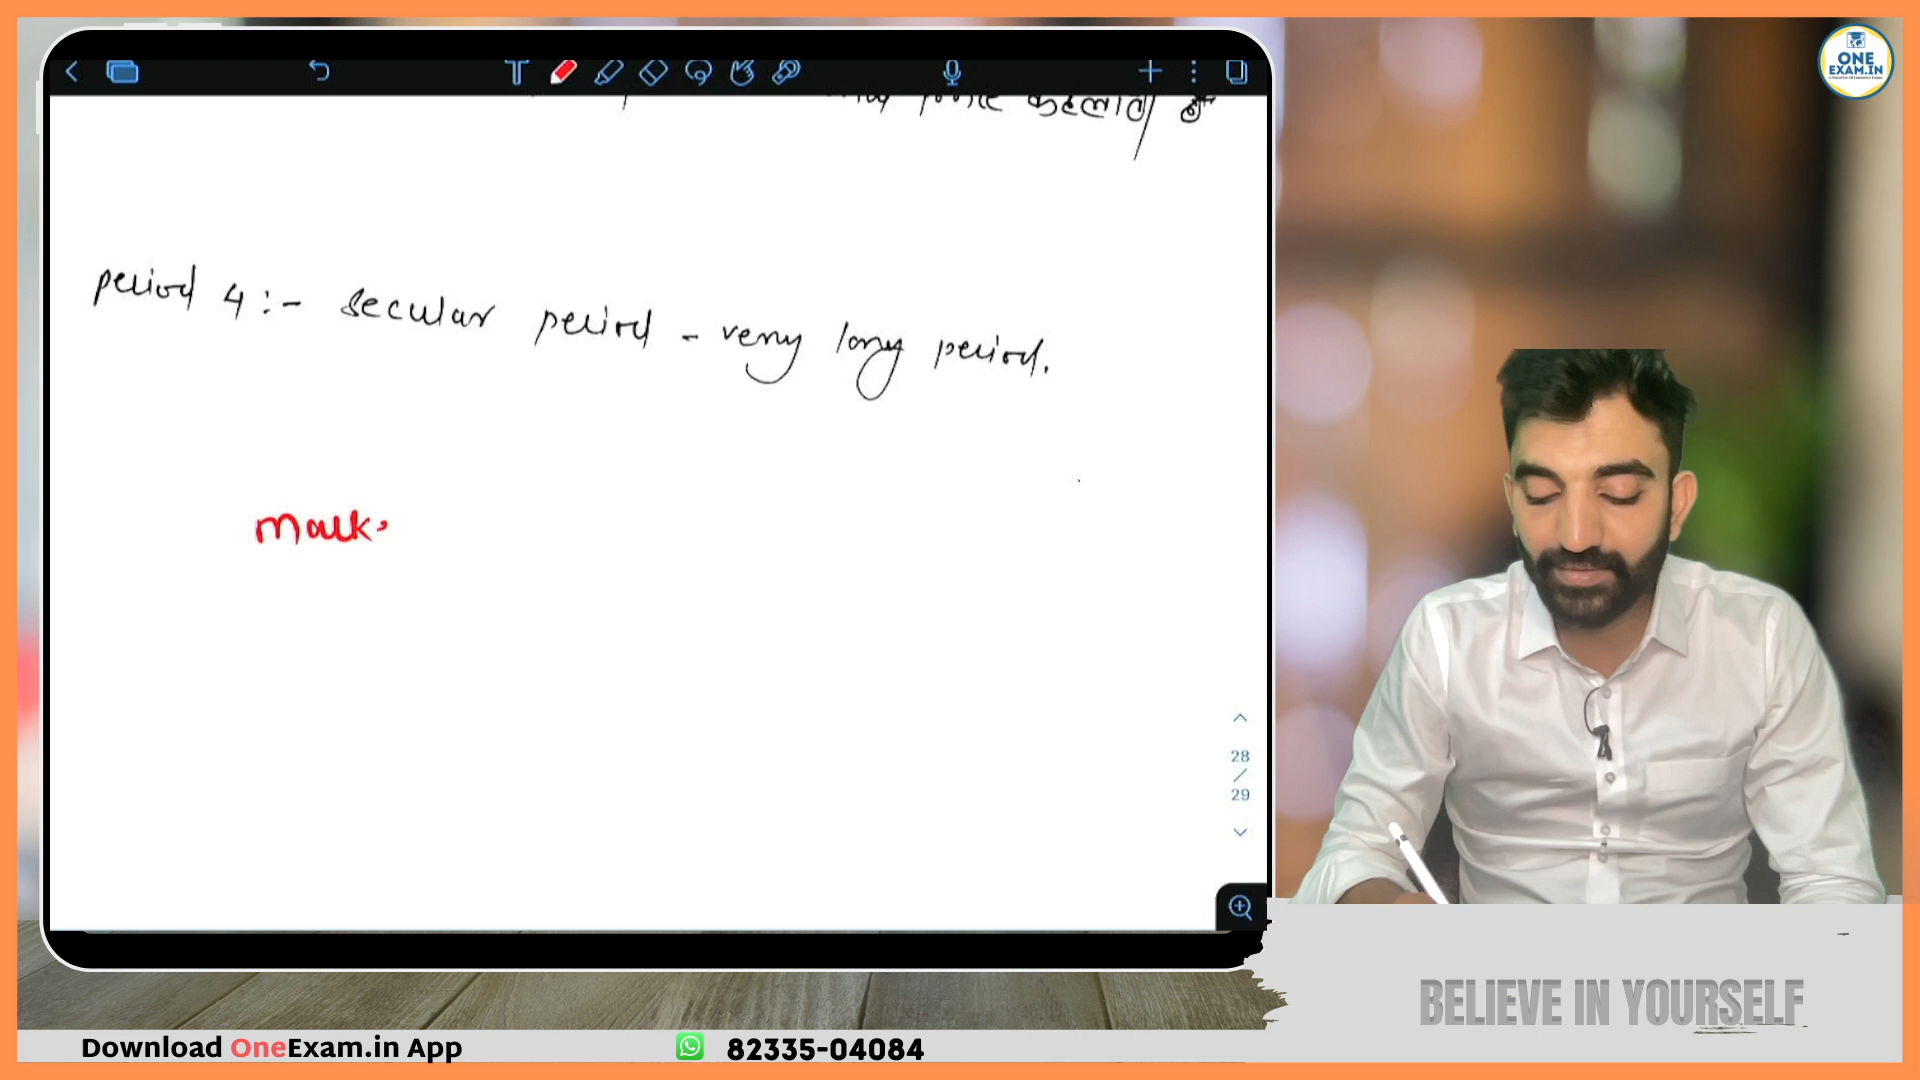 ONE
EXAM.IN
कहलाता है
period 4 :- secular period - very long period.
Mark
28
/
29
BELIEVE IN YOURSELF
Download OneExam.in App
82335-04084